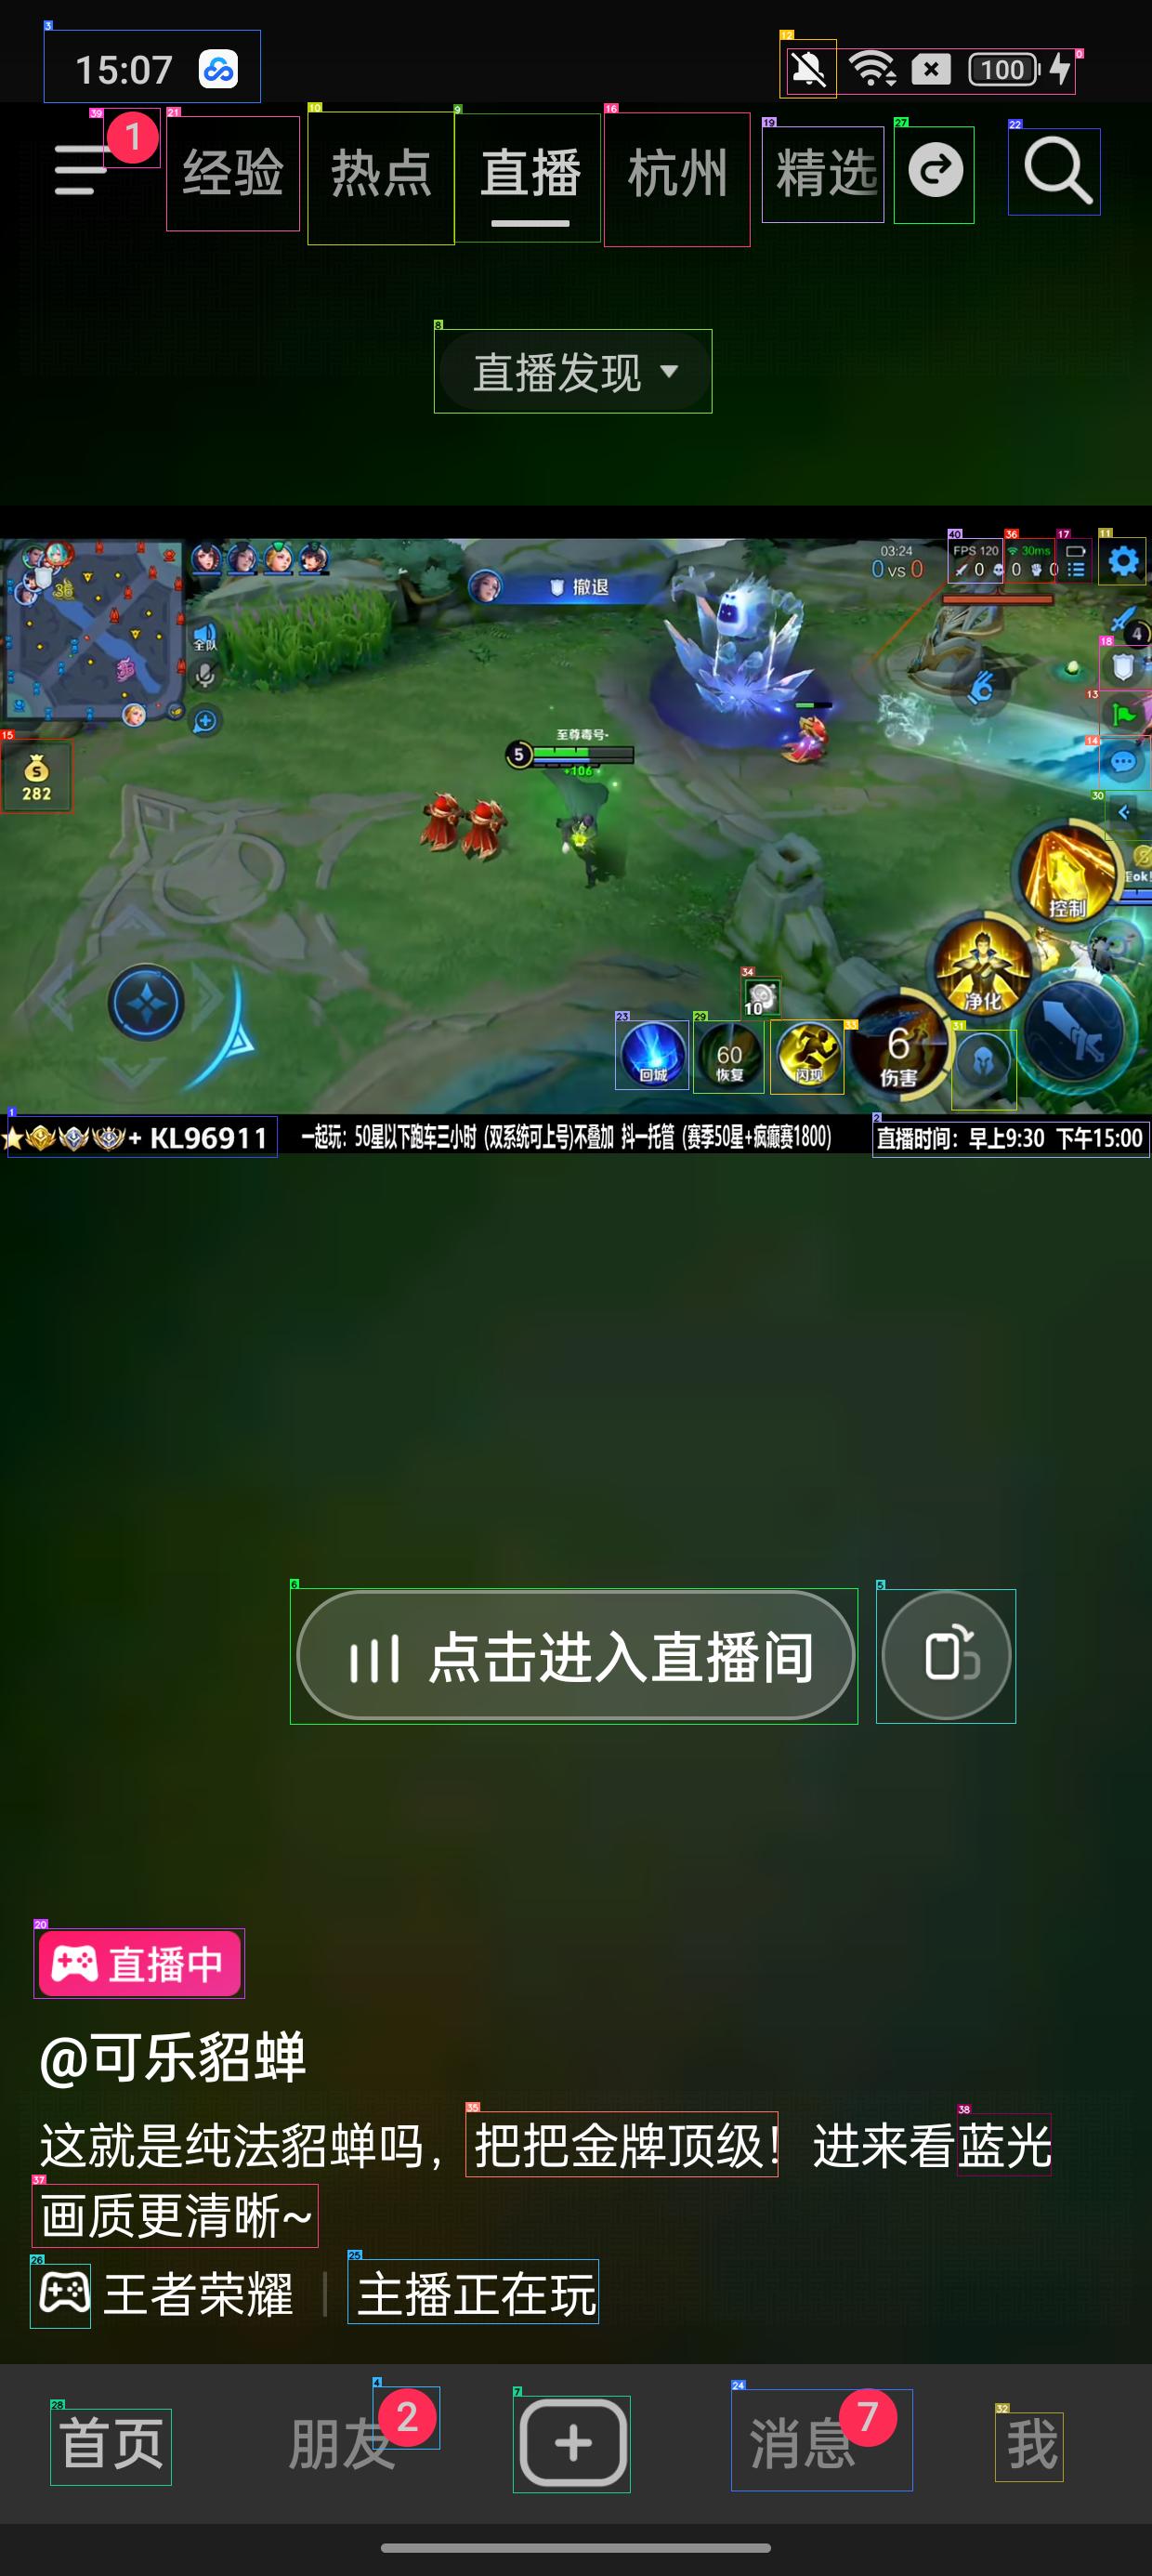 15:07
100
1
经验 热点 直播 杭州 精选
直播发现
03:24
0 VS 0
FPS 120 30ms
0 0 0
撤退
全队
4
至尊毒号-
5
+106
282
控制
净化
10
回城
60
恢复
闪现
6
伤害
+ KL96911 一起玩：50星以下跑车三小时 (双系统可上号)不叠加 抖一托管 (赛季50星+疯癫赛1800) 直播时间：早上9:30 下午15:00
点击进入直播间
直播中
@可乐貂蝉
这就是纯法貂蝉吗，把把金牌顶级！ 进来看蓝光
画质更清晰~
王者荣耀 | 主播正在玩
首页 朋友 2 消息 7 我